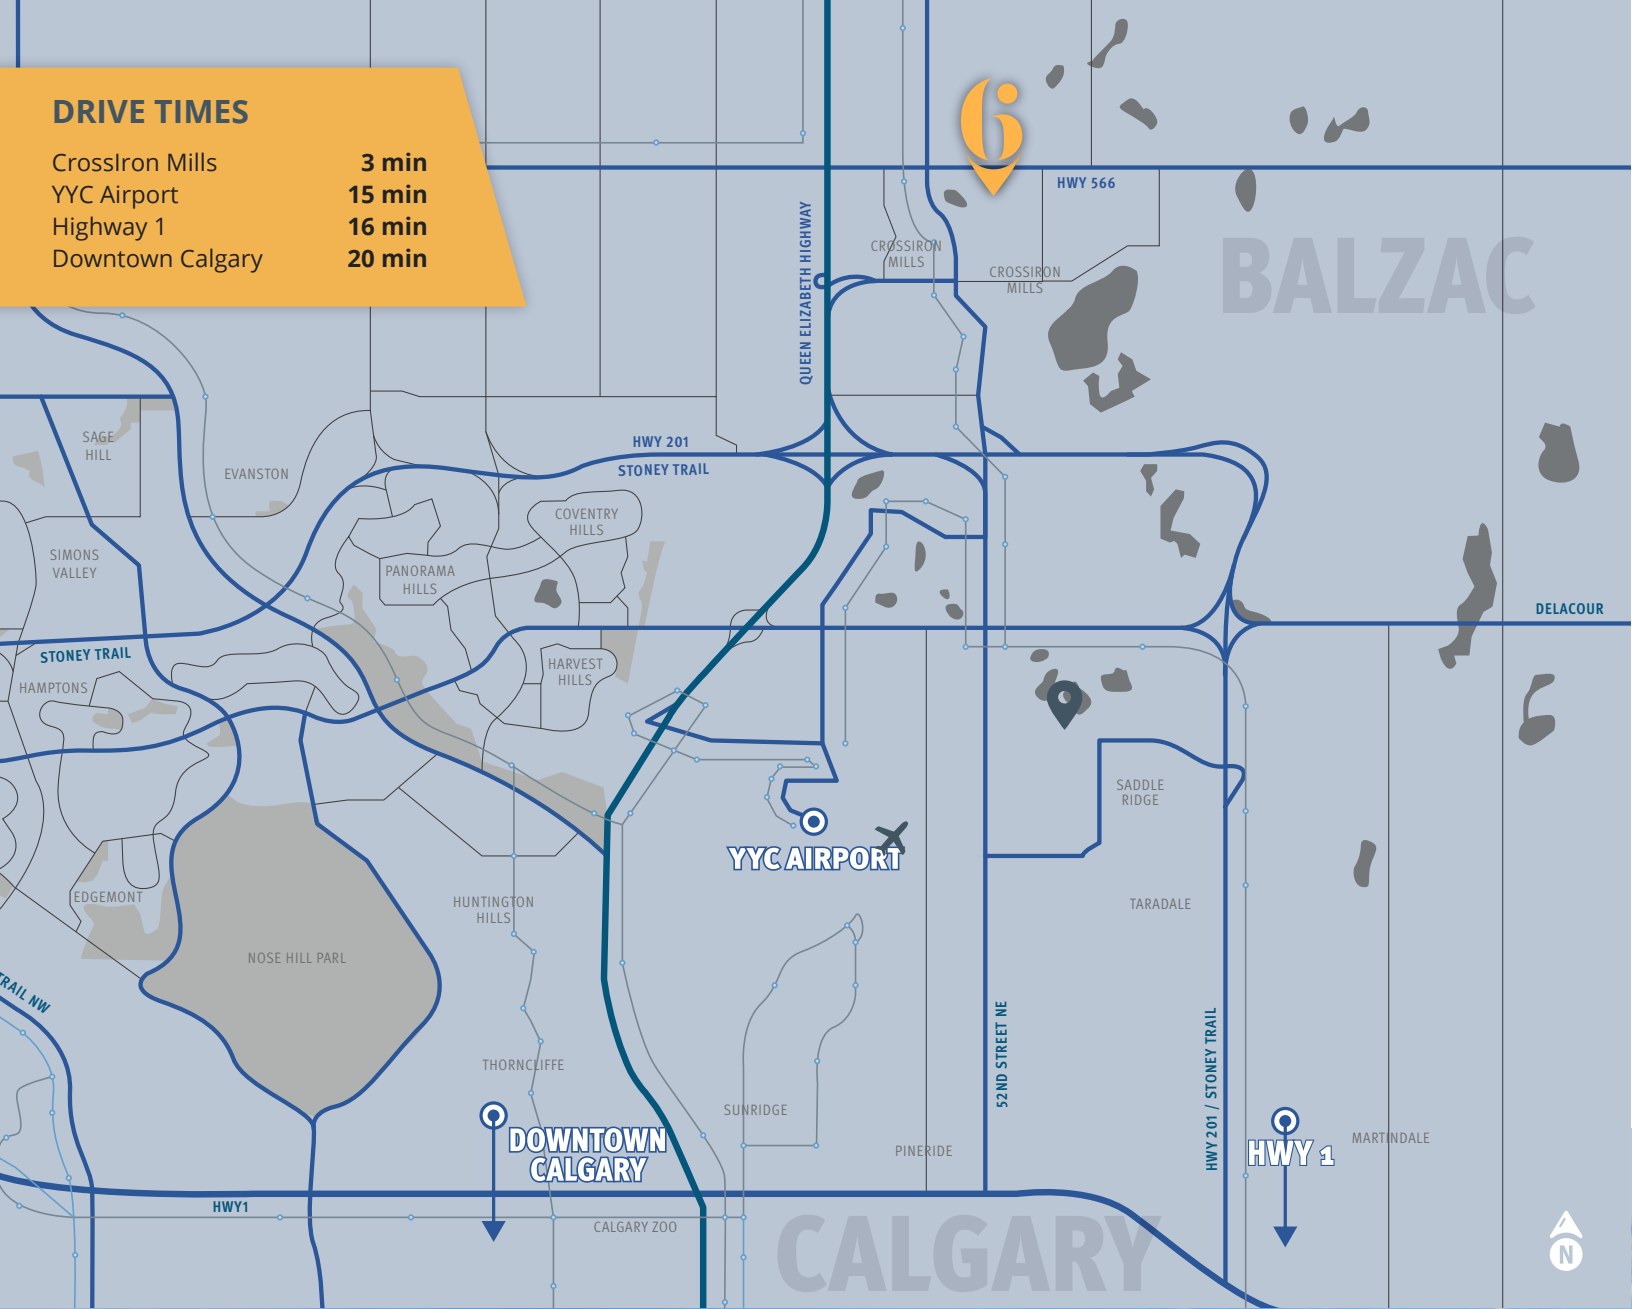 DRIVE TIMES
CrossIron Mills 3 min
YYC Airport 15 min
Highway 1 16 min
Downtown Calgary 20 min
6
HWY 566
QUEEN ELIZABETH HIGHWAY
CROSSIRON
MILLS
CROSSIRON
MILLS
BALZAC
SAGE
HILL
EVANSTON
HWY 201
STONEY TRAIL
COVENTRY
HILLS
SIMONS
VALLEY
PANORAMA
HILLS
DELACOUR
STONEY TRAIL
HAMPTONS
HARVEST
HILLS
SADDLE
RIDGE
YYC AIRPORT
EDGEMONT
HUNTINGTON
HILLS
TARADALE
NOSE HILL PARL
TRAIL NW
52ND STREET NE
HWY 201 / STONEY TRAIL
THORNCLIFFE
SUNRIDGE
DOWNTOWN
CALGARY
PINERIDE
HWY 1
MARTINDALE
HWY1
CALGARY ZOO
CALGARY
N